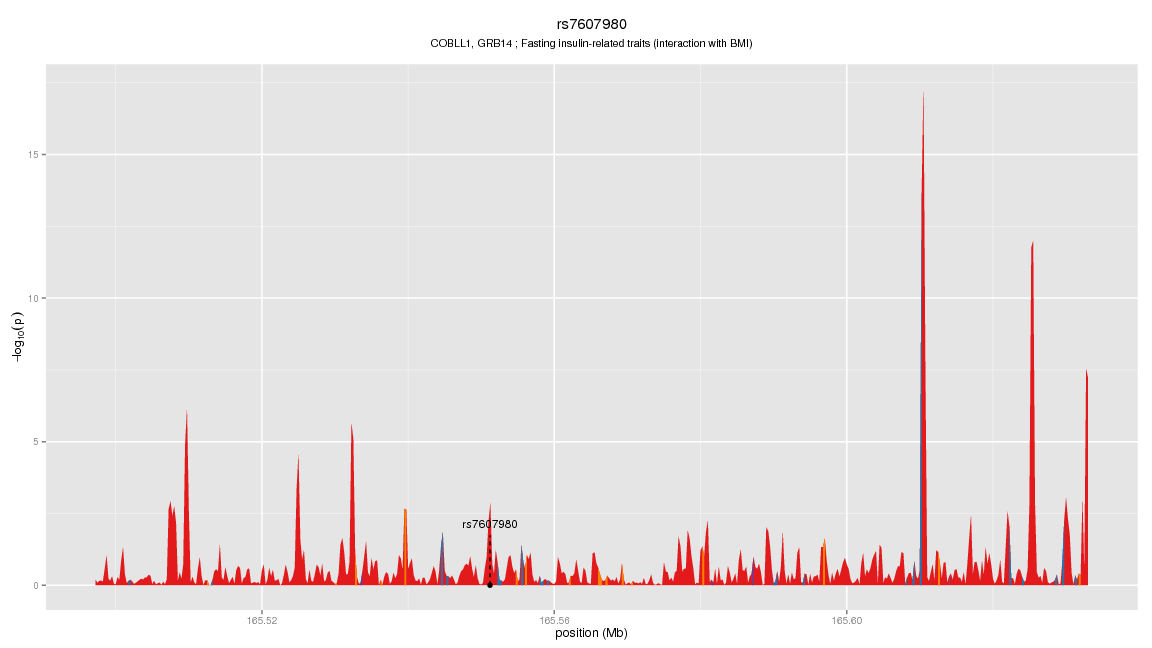 rs7607980
COBLL1, GRB14 ; Fasting insulin-related traits (interaction with BMI)
15
10
5
0
-log10(p)
rs7607980
165.52
165.56
165.60
position (Mb)